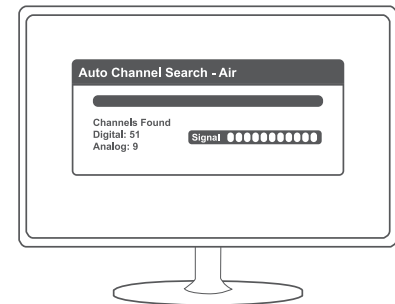 Auto Channel Search - Air
Channels Found
Digital: 51
Analog: 9
Signal